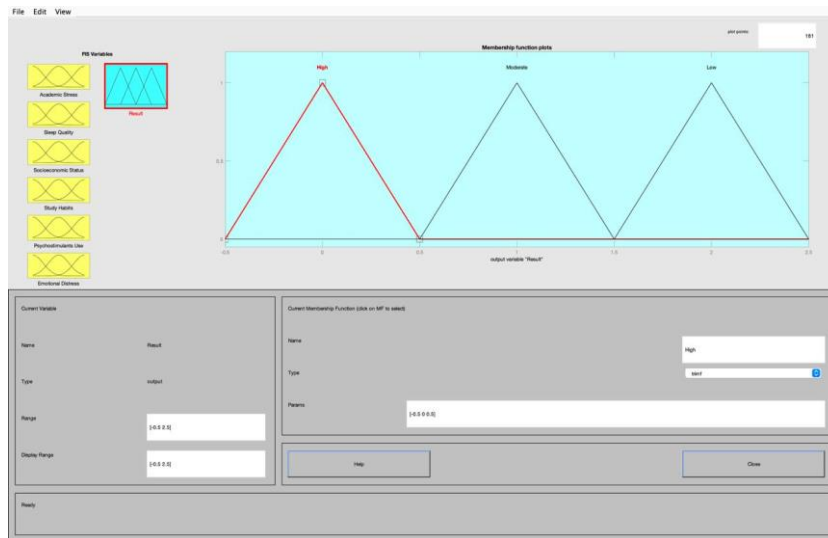 File Edit View
FIS Variables
Academic Stress
Sleep Quality
Socioeconomic Status
Study Habits
Psychostimulants Use
Emotional Distress
Result
plot points:
181
Membership function plots
High Moderate Low
1
0.5
0
-0.5 0 0.5 1 1.5 2 2.5
output variable "Result"
Current Variable
Name Result
Type output
Range [-0.5 2.5]
Display Range [-0.5 2.5]
Current Membership Function (click on MF to select)
Name High
Type trimf
Params [-0.5 0 0.5]
Help Close
Ready